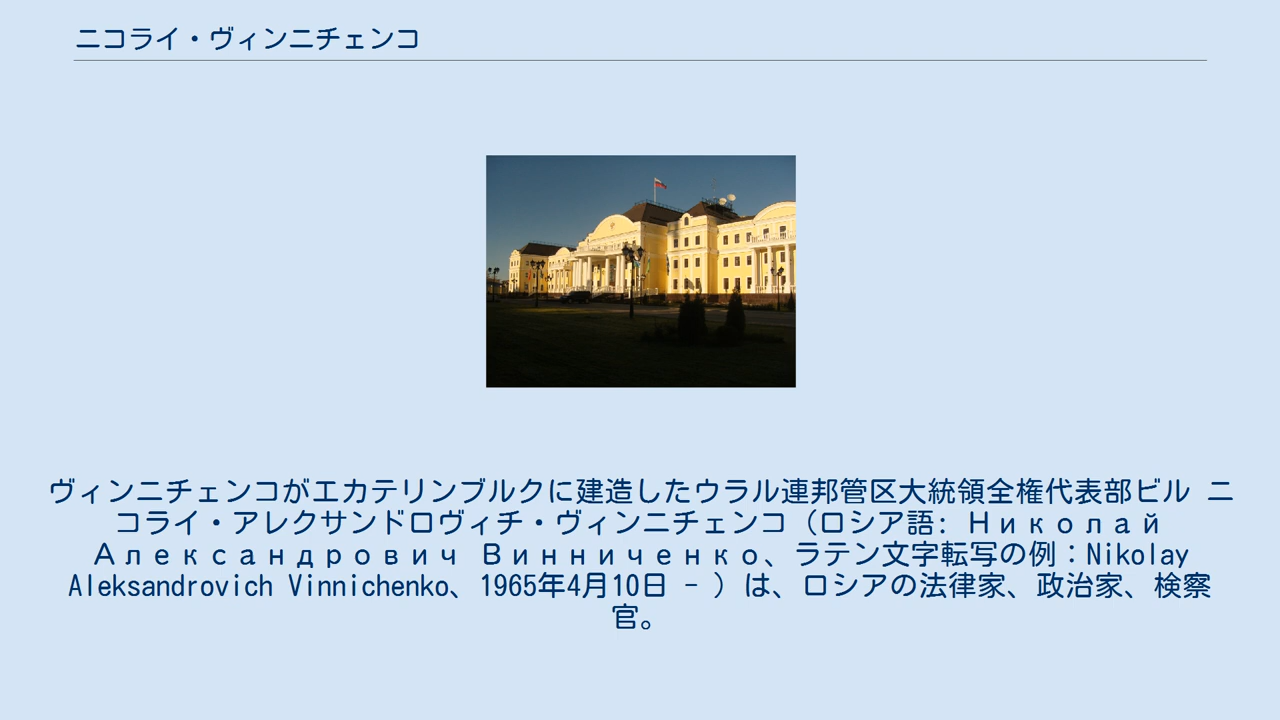 ニコライ・ヴィンニチェンコ
ヴィンニチェンコがエカテリンブルクに建造したウラル連邦管区大統領全権代表部ビル ニ
コライ・アレクサンドロヴィチ・ヴィンニチェンコ（ロシア語: Николай
Александрович Винниченко、ラテン文字転写の例：Nikolay
Aleksandrovich Vinnichenko、1965年4月10日 - ）は、ロシアの法律家、政治家、検察
官。